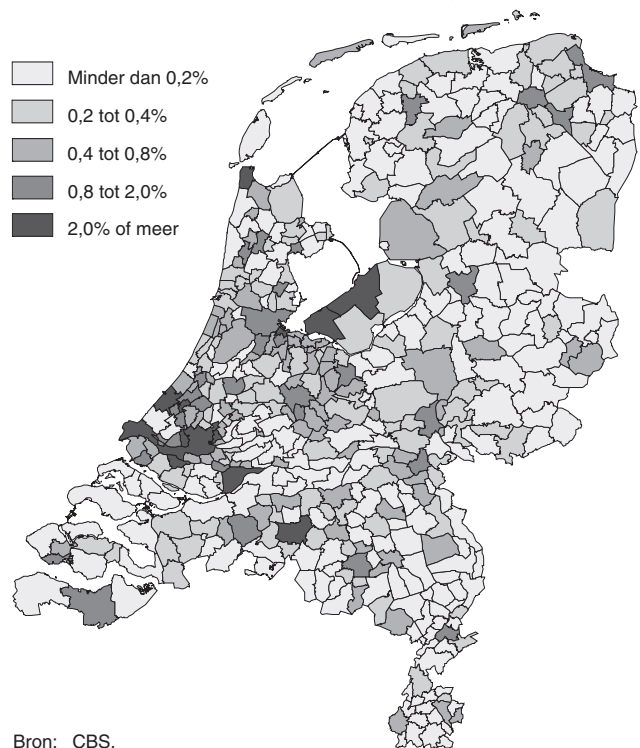 Minder dan 0,2%
0,2 tot 0,4%
0,4 tot 0,8%
0,8 tot 2,0%
2,0% of meer
Bron: CBS.